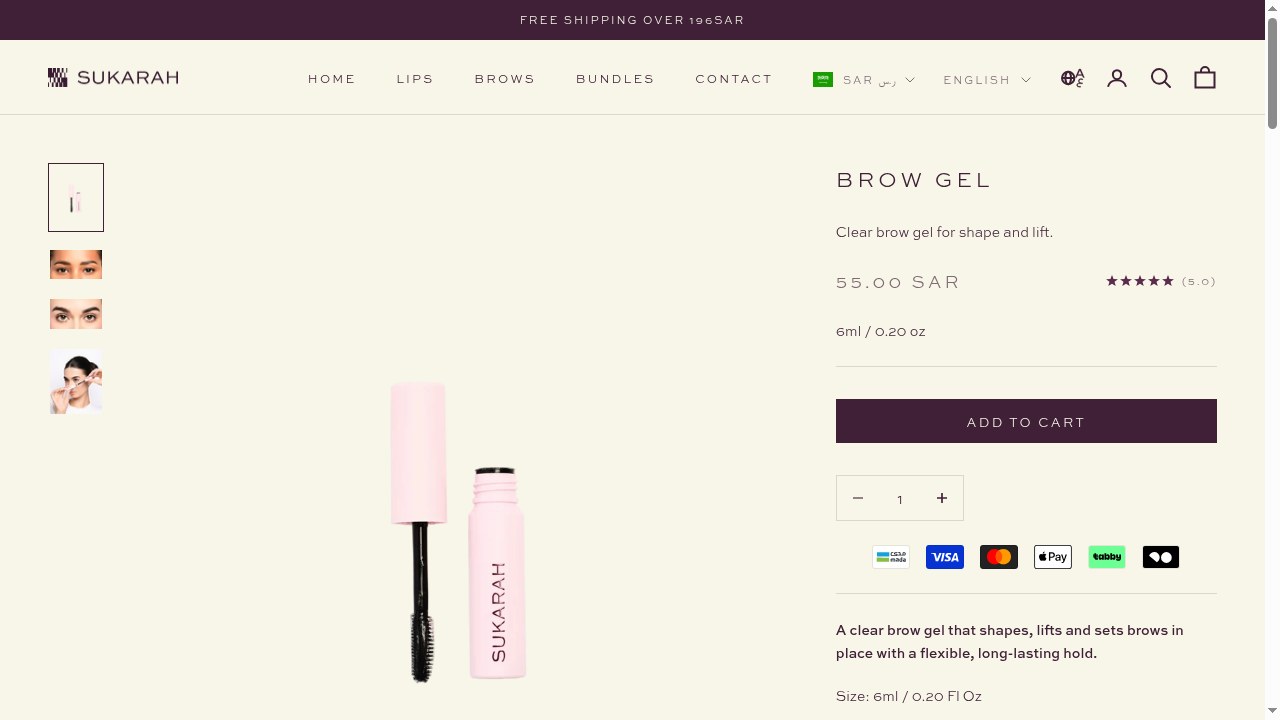 FREE SHIPPING OVER 196SAR
SUKARAH
HOME
LIPS
BROWS
BUNDLES
CONTACT
SAR ر.س
ENGLISH
BROW GEL
Clear brow gel for shape and lift.
55.00 SAR
(5.0)
6ml / 0.20 oz
ADD TO CART
1
mada
VISA
Pay
tabby
SUKARAH
A clear brow gel that shapes, lifts and sets brows in
place with a flexible, long-lasting hold.
Size: 6ml / 0.20 Fl Oz